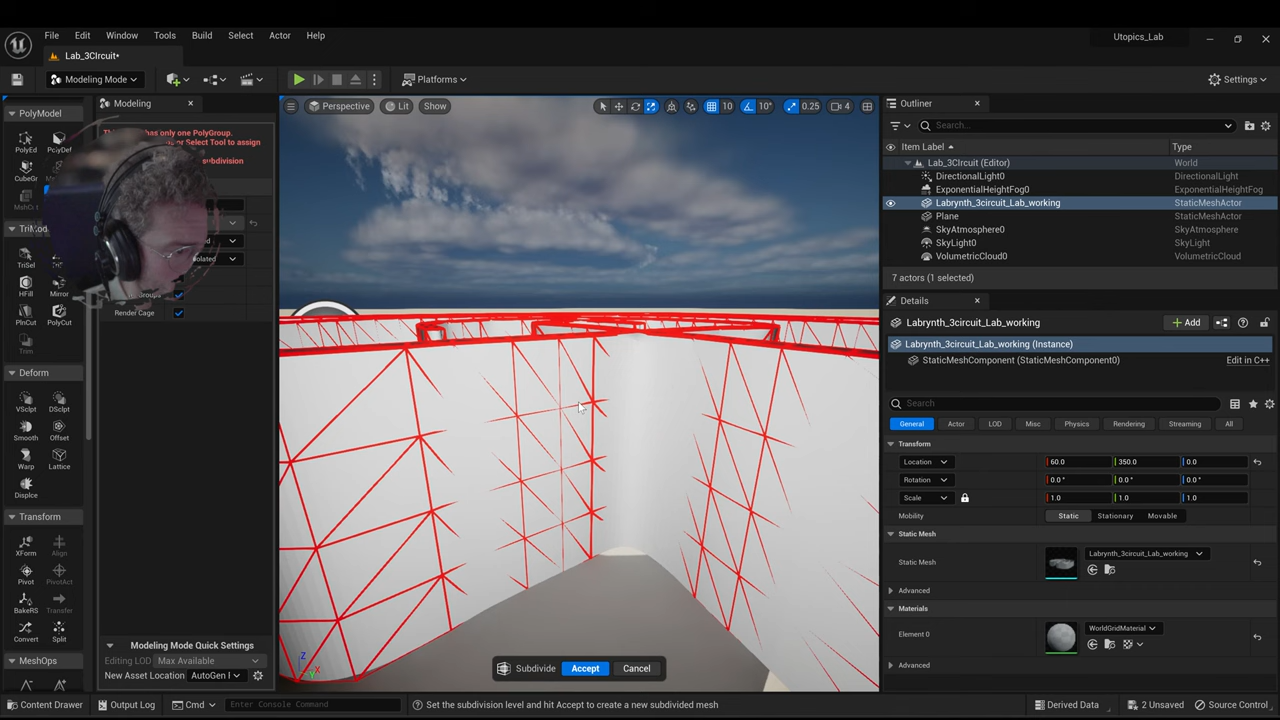 File Edit Window Tools Build Select Actor Help
Utopics_Lab
Lab_3CIrcuit•
Modeling Mode
Platforms
Settings
PolyModel
PolyEd
CubeGr
TriSel
HFill Mirror
PlnCut PolyCut
Trim
Deform
VSclpt DSclpt
Smooth Offset
Warp Lattice
Displce
Transform
XForm Align
Pivot PivotAct
BakeRS Transfer
Convert Split
MeshOps
Modeling
has only one PolyGroup.
or Select Tool to assign
subdivision
Render Cage
Modeling Mode Quick Settings
Editing LOD Max Available
New Asset Location AutoGen
Perspective Lit Show
10 10° 0.25 4
Z
X
Y
Subdivide Accept Cancel
Outliner
Search...
Item Label Type
Lab_3CIrcuit (Editor) World
DirectionalLight0 DirectionalLight
ExponentialHeightFog0 ExponentialHeightFog
Labrynth_3circuit_Lab_working StaticMeshActor
Plane StaticMeshActor
SkyAtmosphere0 SkyAtmosphere
SkyLight0 SkyLight
VolumetricCloud0 VolumetricCloud
7 actors (1 selected)
Details
Labrynth_3circuit_Lab_working
Add
Labrynth_3circuit_Lab_working (Instance)
StaticMeshComponent (StaticMeshComponent0) Edit in C++
Search
General Actor LOD Misc Physics Rendering Streaming All
Transform
Location 60.0 350.0 0.0
Rotation 0.0 ° 0.0 ° 0.0 °
Scale 1.0 1.0 1.0
Mobility Static Stationary Movable
Static Mesh
Static Mesh Labrynth_3circuit_Lab_working
Advanced
Materials
Element 0 WorldGridMaterial
Advanced
Content Drawer Output Log Cmd Enter Console Command Set the subdivision level and hit Accept to create a new subdivided mesh Derived Data 2 Unsaved Source Control